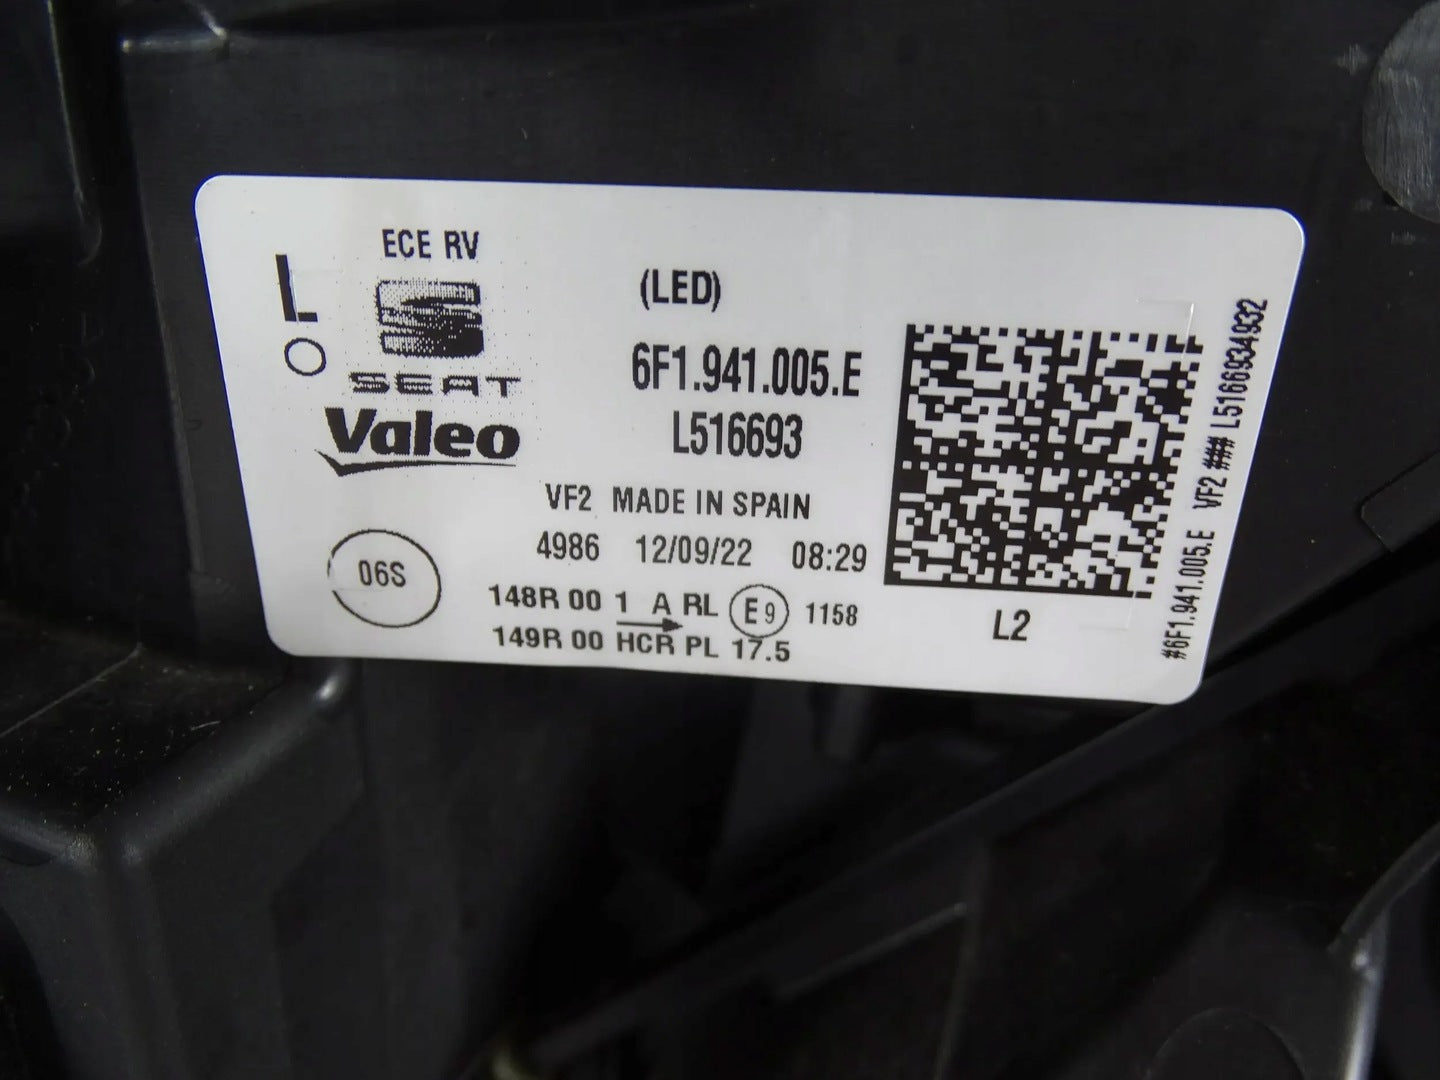 L
ECE RV
SEAT
Valeo
(LED)
6F1.941.005.E
L516693
VF2 MADE IN SPAIN
4986 12/09/22 08:29
06S
148R 00 1 A RL E9 1158
149R 00 HCR PL 17.5
L2
#6F1.941.005.E VF2 ### L5166934932